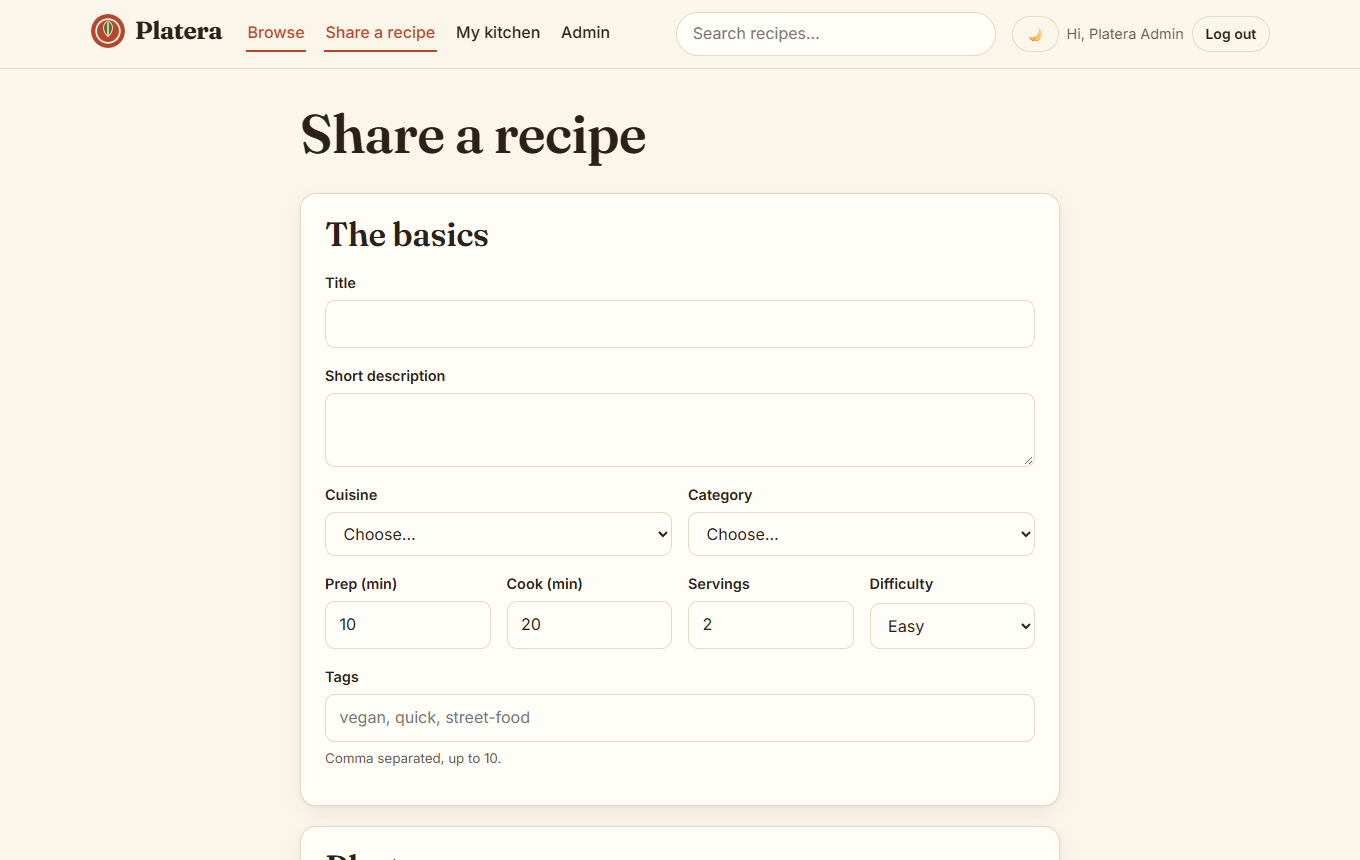 Platera Browse Share a recipe My kitchen Admin Search recipes... 🌙 Hi, Platera Admin Log out
Share a recipe
The basics
Title
Short description
Cuisine Category
Choose... Choose...
Prep (min) Cook (min) Servings Difficulty
10 20 2 Easy
Tags
vegan, quick, street-food
Comma separated, up to 10.